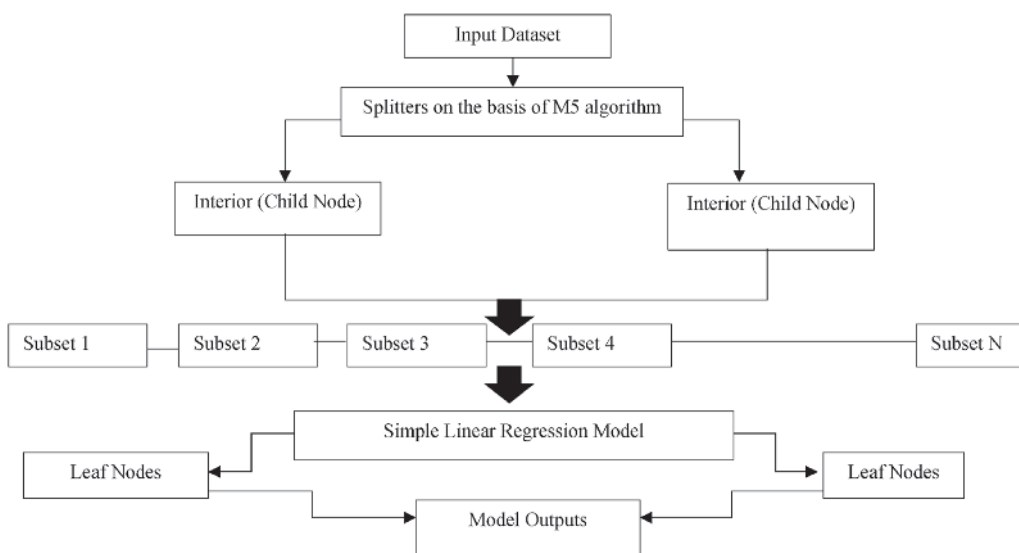 Input Dataset
Splitters on the basis of M5 algorithm
Interior (Child Node)
Interior (Child Node)
Subset 1
Subset 2
Subset 3
Subset 4
Subset N
Simple Linear Regression Model
Leaf Nodes
Leaf Nodes
Model Outputs